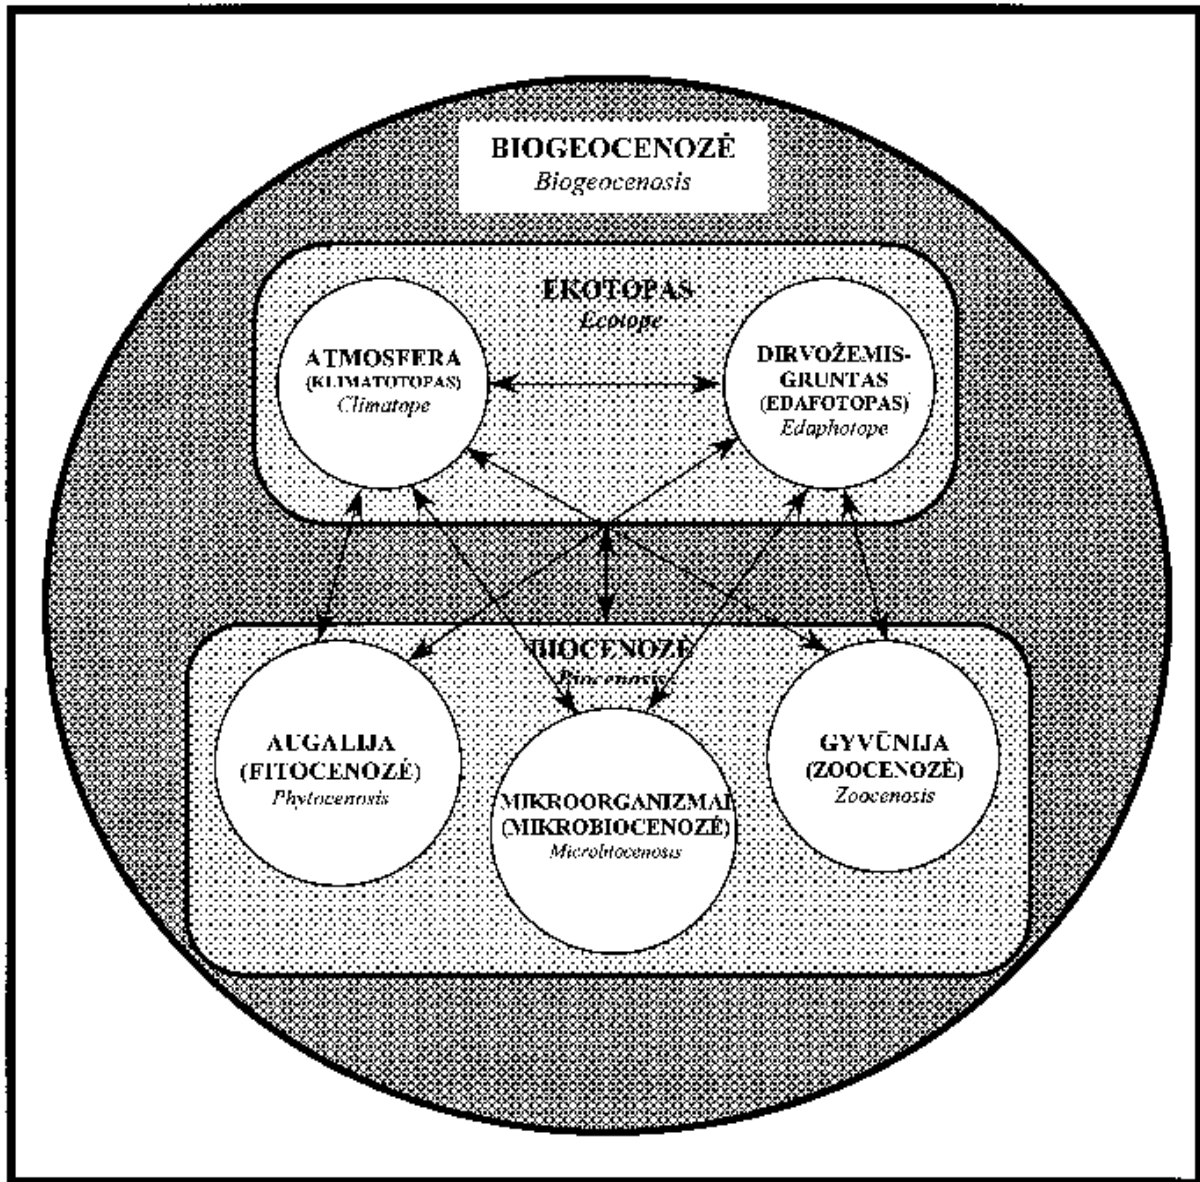 BIOGEOCENOZĖ
Biogeocenosis
EKOTOPAS
Ecotope
ATMOSFERA
(KLIMATOTOPAS)
Climatope
DIRVOŽEMIS-
GRUNTAS
(EDAFOTOPAS)
Edaphotope
BIOCENOZĖ
Biocenosis
AUGALIJA
(FITOCENOZĖ)
Phytocenosis
MIKROORGANIZMAI
(MIKROBIOCENOZĖ)
Microbiocenosis
GYVŪNIJA
(ZOOCENOZĖ)
Zoocenosis